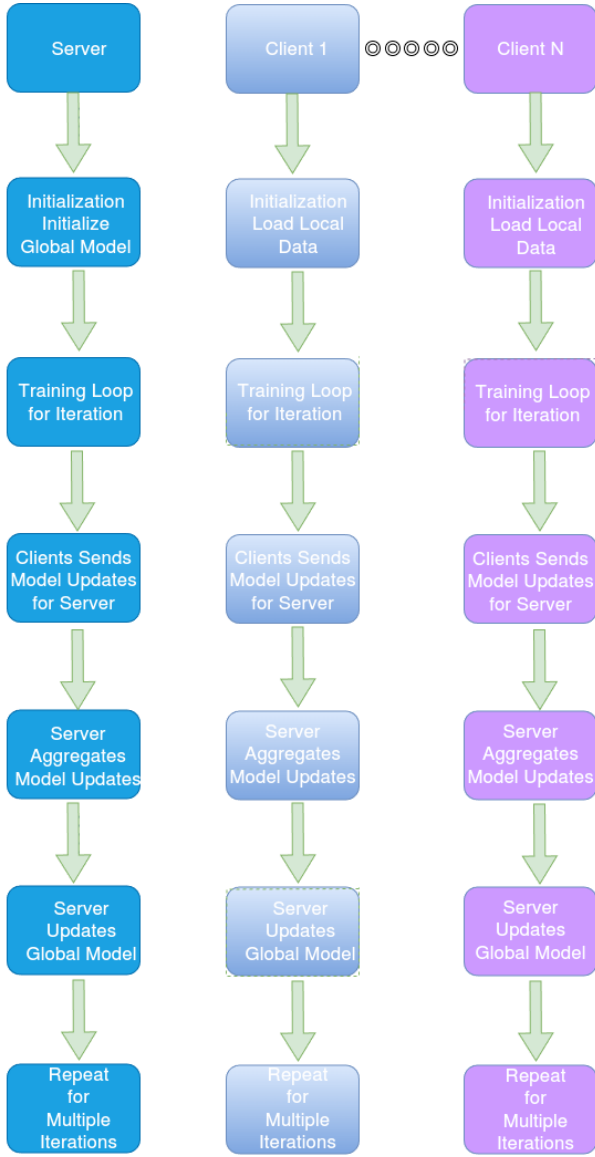 Server
Client 1
Client N
Initialization
Initialize
Global Model
Initialization
Load Local
Data
Initialization
Load Local
Data
Training Loop
for Iteration
Training Loop
for Iteration
Training Loop
for Iteration
Clients Sends
Model Updates
for Server
Clients Sends
Model Updates
for Server
Clients Sends
Model Updates
for Server
Server
Aggregates
Model Updates
Server
Aggregates
Model Updates
Server
Aggregates
Model Updates
Server
Updates
Global Model
Server
Updates
Global Model
Server
Updates
Global Model
Repeat
for
Multiple
Iterations
Repeat
for
Multiple
Iterations
Repeat
for
Multiple
Iterations